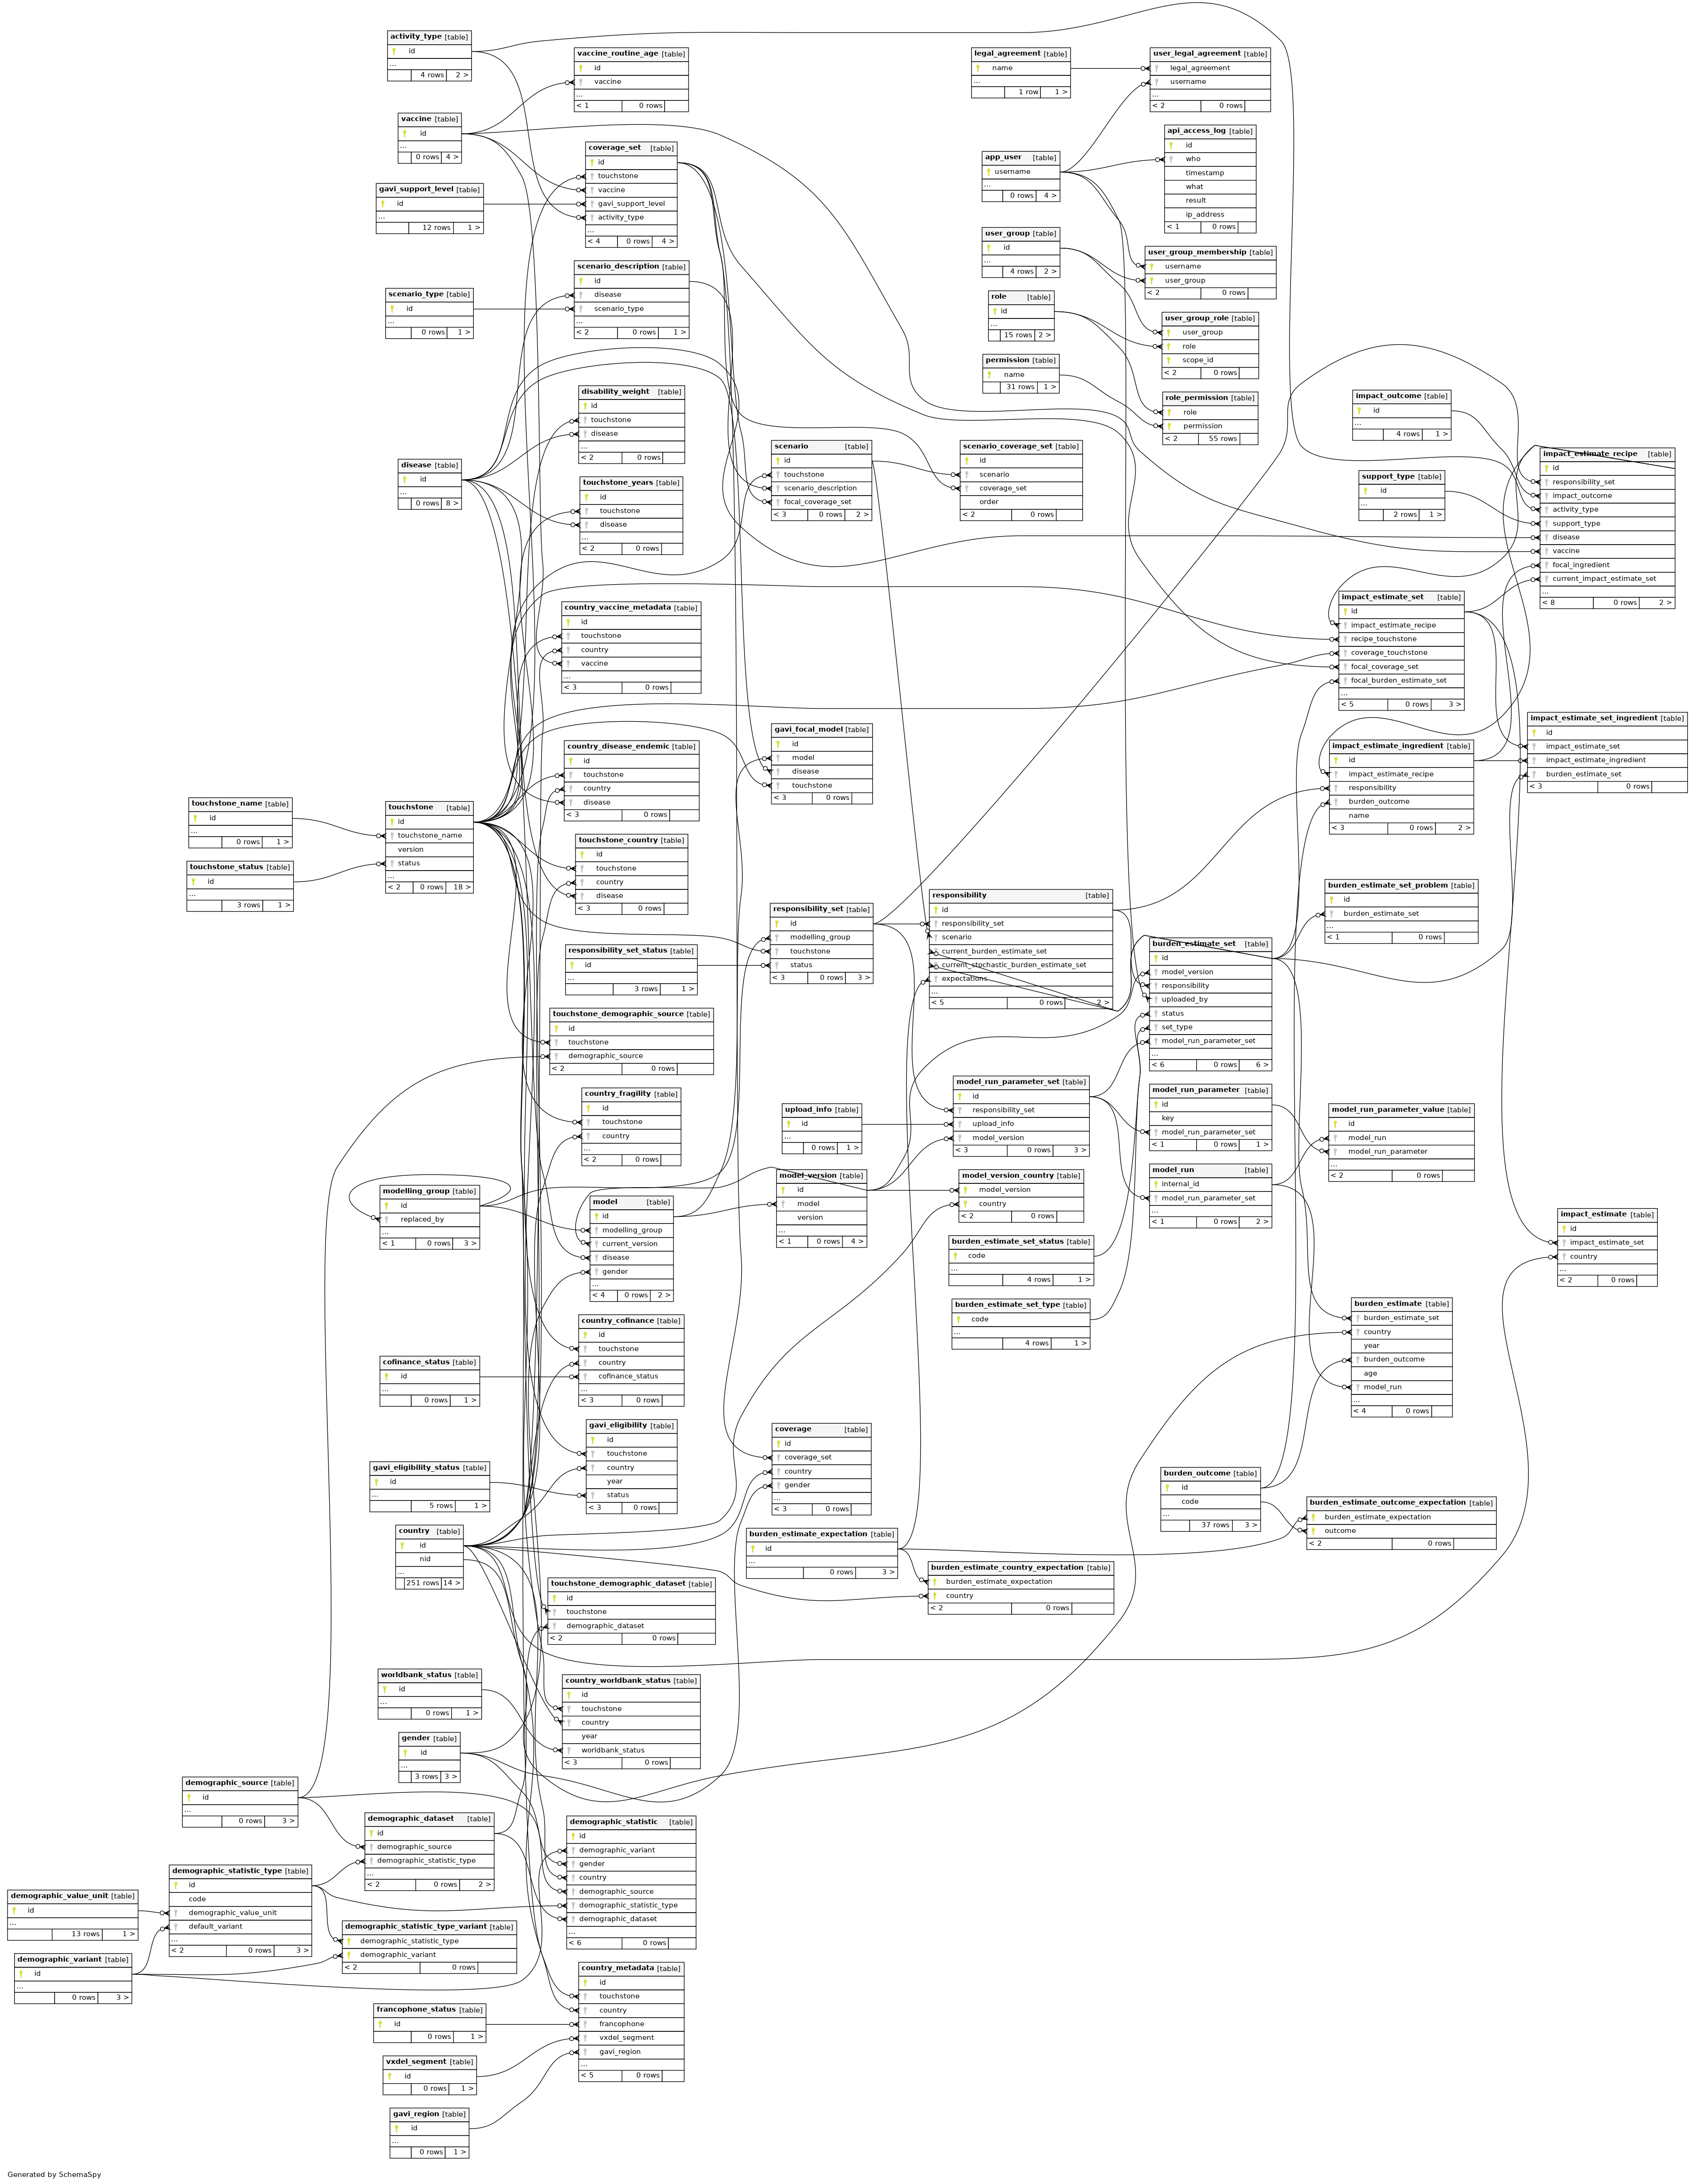 activity_type [table]
id
...
4 rows 2 >
vaccine [table]
id
...
0 rows 4 >
gavi_support_level [table]
id
...
12 rows 1 >
scenario_type [table]
id
...
0 rows 1 >
disease [table]
id
...
0 rows 8 >
touchstone_name [table]
id
...
0 rows 1 >
touchstone_status [table]
id
...
3 rows 1 >
touchstone [table]
id
touchstone_name
version
status
...
< 2 0 rows 18 >
modelling_group [table]
id
replaced_by
...
< 1 0 rows 3 >
cofinance_status [table]
id
...
0 rows 1 >
gavi_eligibility_status [table]
id
...
5 rows 1 >
country [table]
id
nid
...
251 rows 14 >
worldbank_status [table]
id
...
0 rows 1 >
gender [table]
id
...
3 rows 3 >
demographic_source [table]
id
...
0 rows 3 >
demographic_dataset [table]
id
demographic_source
demographic_statistic_type
...
< 2 0 rows 2 >
demographic_statistic_type [table]
id
code
demographic_value_unit
default_variant
...
< 2 0 rows 3 >
demographic_value_unit [table]
id
...
13 rows 1 >
demographic_variant [table]
id
...
0 rows 3 >
demographic_statistic_type_variant [table]
demographic_statistic_type
demographic_variant
< 2 0 rows
francophone_status [table]
id
0 rows 1 >
vxdel_segment [table]
id
0 rows 1 >
gavi_region [table]
id
...
0 rows 1 >
vaccine_routine_age [table]
id
vaccine
...
< 1 0 rows
coverage_set [table]
id
touchstone
vaccine
gavi_support_level
activity_type
...
< 4 0 rows 4 >
scenario_description [table]
id
disease
scenario_type
...
< 2 0 rows 1 >
disability_weight [table]
id
touchstone
disease
...
< 2 0 rows
touchstone_years [table]
id
touchstone
disease
...
< 2 0 rows
country_vaccine_metadata [table]
id
touchstone
country
vaccine
...
< 3 0 rows
country_disease_endemic [table]
id
touchstone
country
disease
< 3 0 rows
touchstone_country [table]
id
touchstone
country
disease
< 3 0 rows
responsibility_set_status [table]
id
...
3 rows 1 >
touchstone_demographic_source [table]
id
touchstone
demographic_source
< 2 0 rows
country_fragility [table]
id
touchstone
country
...
< 2 0 rows
model [table]
id
modelling_group
current_version
disease
gender
...
< 4 0 rows 2 >
country_cofinance [table]
id
touchstone
country
cofinance_status
...
< 3 0 rows
gavi_eligibility [table]
id
touchstone
country
year
status
< 3 0 rows
touchstone_demographic_dataset [table]
id
touchstone
demographic_dataset
< 2 0 rows
country_worldbank_status [table]
id
touchstone
country
year
worldbank_status
< 3 0 rows
demographic_statistic [table]
id
demographic_variant
gender
country
demographic_source
demographic_statistic_type
demographic_dataset
...
< 6 0 rows
country_metadata [table]
id
touchstone
country
francophone
vxdel_segment
gavi_region
...
< 5 0 rows
scenario [table]
id
touchstone
scenario_description
focal_coverage_set
< 3 0 rows 2 >
gavi_focal_model [table]
id
model
disease
touchstone
< 3 0 rows
responsibility_set [table]
id
modelling_group
touchstone
status
< 3 0 rows 3 >
upload_info [table]
id
...
0 rows 1 >
model_version [table]
id
model
version
...
< 1 0 rows 4 >
coverage [table]
id
coverage_set
country
gender
...
< 3 0 rows
burden_estimate_expectation [table]
id
...
0 rows 3 >
legal_agreement [table]
name
...
1 row 1 >
app_user [table]
username
...
0 rows 4 >
user_group [table]
id
...
4 rows 2 >
role [table]
id
...
15 rows 2 >
permission [table]
name
31 rows 1 >
scenario_coverage_set [table]
id
scenario
coverage_set
order
< 2 0 rows
responsibility [table]
id
responsibility_set
scenario
current_burden_estimate_set
current_stochastic_burden_estimate_set
expectations
...
< 5 0 rows 2 >
model_run_parameter_set [table]
id
responsibility_set
upload_info
model_version
< 3 0 rows 3 >
model_version_country [table]
model_version
country
< 2 0 rows
burden_estimate_set_status [table]
code
...
4 rows 1 >
burden_estimate_set_type [table]
code
...
4 rows 1 >
burden_estimate_country_expectation [table]
burden_estimate_expectation
country
< 2 0 rows
user_legal_agreement [table]
legal_agreement
username
...
< 2 0 rows
api_access_log [table]
id
who
timestamp
what
result
ip_address
< 1 0 rows
user_group_membership [table]
username
user_group
< 2 0 rows
user_group_role [table]
user_group
role
scope_id
< 2 0 rows
role_permission [table]
role
permission
< 2 55 rows
burden_estimate_set [table]
id
model_version
responsibility
uploaded_by
status
set_type
model_run_parameter_set
...
< 6 0 rows 6 >
model_run_parameter [table]
id
key
model_run_parameter_set
< 1 0 rows 1 >
model_run [table]
internal_id
model_run_parameter_set
...
< 1 0 rows 2 >
burden_outcome [table]
id
code
...
37 rows 3 >
impact_outcome [table]
id
...
4 rows 1 >
support_type [table]
id
...
2 rows 1 >
impact_estimate_set [table]
id
impact_estimate_recipe
recipe_touchstone
coverage_touchstone
focal_coverage_set
focal_burden_estimate_set
...
< 5 0 rows 3 >
impact_estimate_ingredient [table]
id
impact_estimate_recipe
responsibility
burden_outcome
name
< 3 0 rows 2 >
burden_estimate_set_problem [table]
id
burden_estimate_set
...
< 1 0 rows
model_run_parameter_value [table]
id
model_run
model_run_parameter
...
< 2 0 rows
burden_estimate [table]
burden_estimate_set
country
year
burden_outcome
age
model_run
...
< 4 0 rows
burden_estimate_outcome_expectation [table]
burden_estimate_expectation
outcome
< 2 0 rows
impact_estimate_recipe [table]
id
responsibility_set
impact_outcome
activity_type
support_type
disease
vaccine
focal_ingredient
current_impact_estimate_set
...
< 8 0 rows 2 >
impact_estimate_set_ingredient [table]
id
impact_estimate_set
impact_estimate_ingredient
burden_estimate_set
< 3 0 rows
impact_estimate [table]
id
impact_estimate_set
country
...
< 2 0 rows
Generated by SchemaSpy